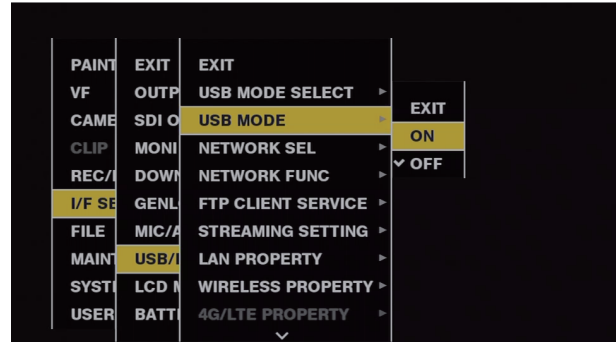 PAINT EXIT EXIT
VF OUTP USB MODE SELECT
EXIT
CAME SDI O USB MODE
ON
CLIP MONI NETWORK SEL
OFF
REC/ DOWN NETWORK FUNC
I/F SE GENL FTP CLIENT SERVICE
FILE MIC/A STREAMING SETTING
MAINT USB/ LAN PROPERTY
SYST LCD WIRELESS PROPERTY
USER BATT 4G/LTE PROPERTY